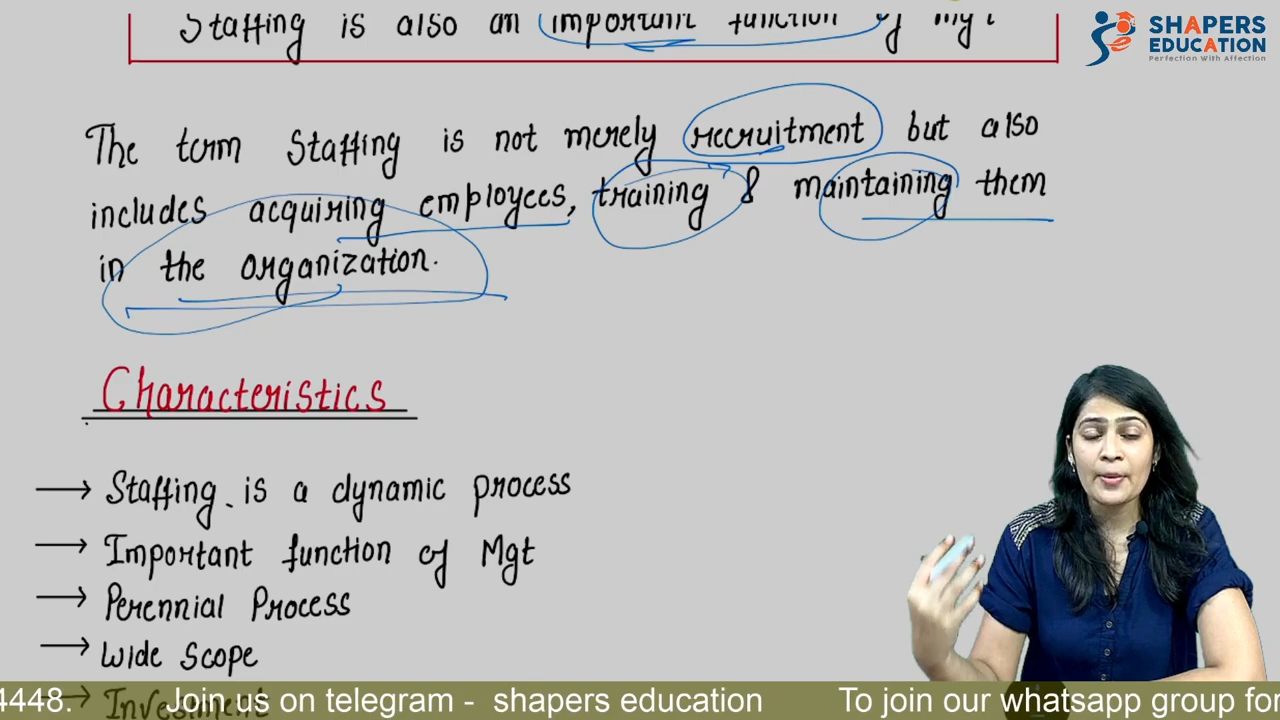 Staffing is also an important function of Mgt
SHAPERS
EDUCATION
Perfection With Affection
The term Staffing is not merely recruitment but also
includes acquiring employees, training & maintaining them
in the organization.
Characteristics
→ Staffing is a dynamic process
→ Important function of Mgt
→ Perennial Process
→ Wide Scope
→ Investment
4448. Join us on telegram - shapers education To join our whatsapp group for